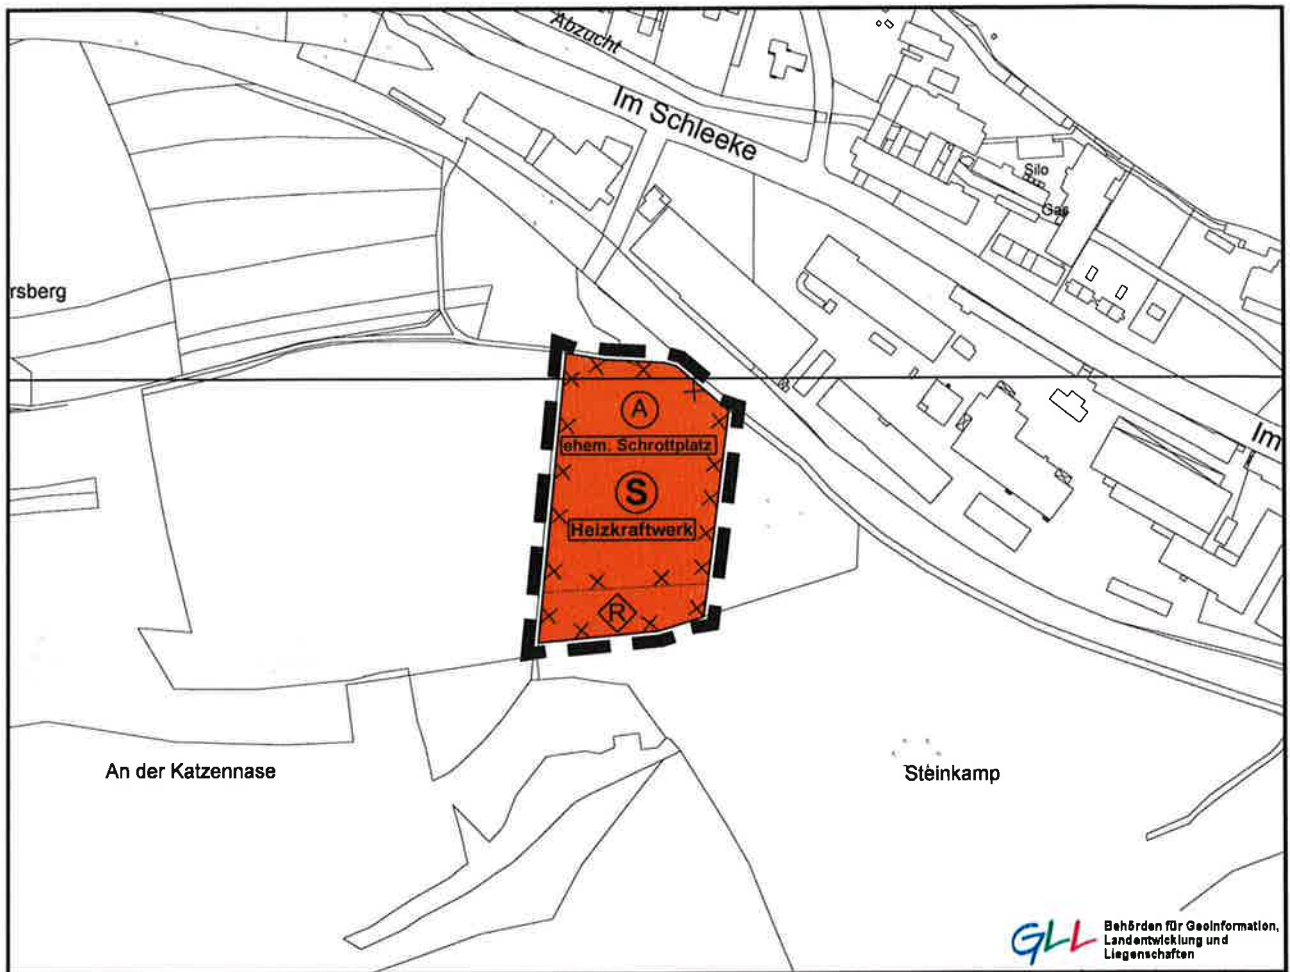 Abzucht
Im Schleeke
Silo
Gas
rsberg
A
ehem. Schrottplatz
Im
S
Heizkraftwerk
R
An der Katzennase
Steinkamp
GLL
Behörden für Geoinformation,
Landentwicklung und
Liegenschaften